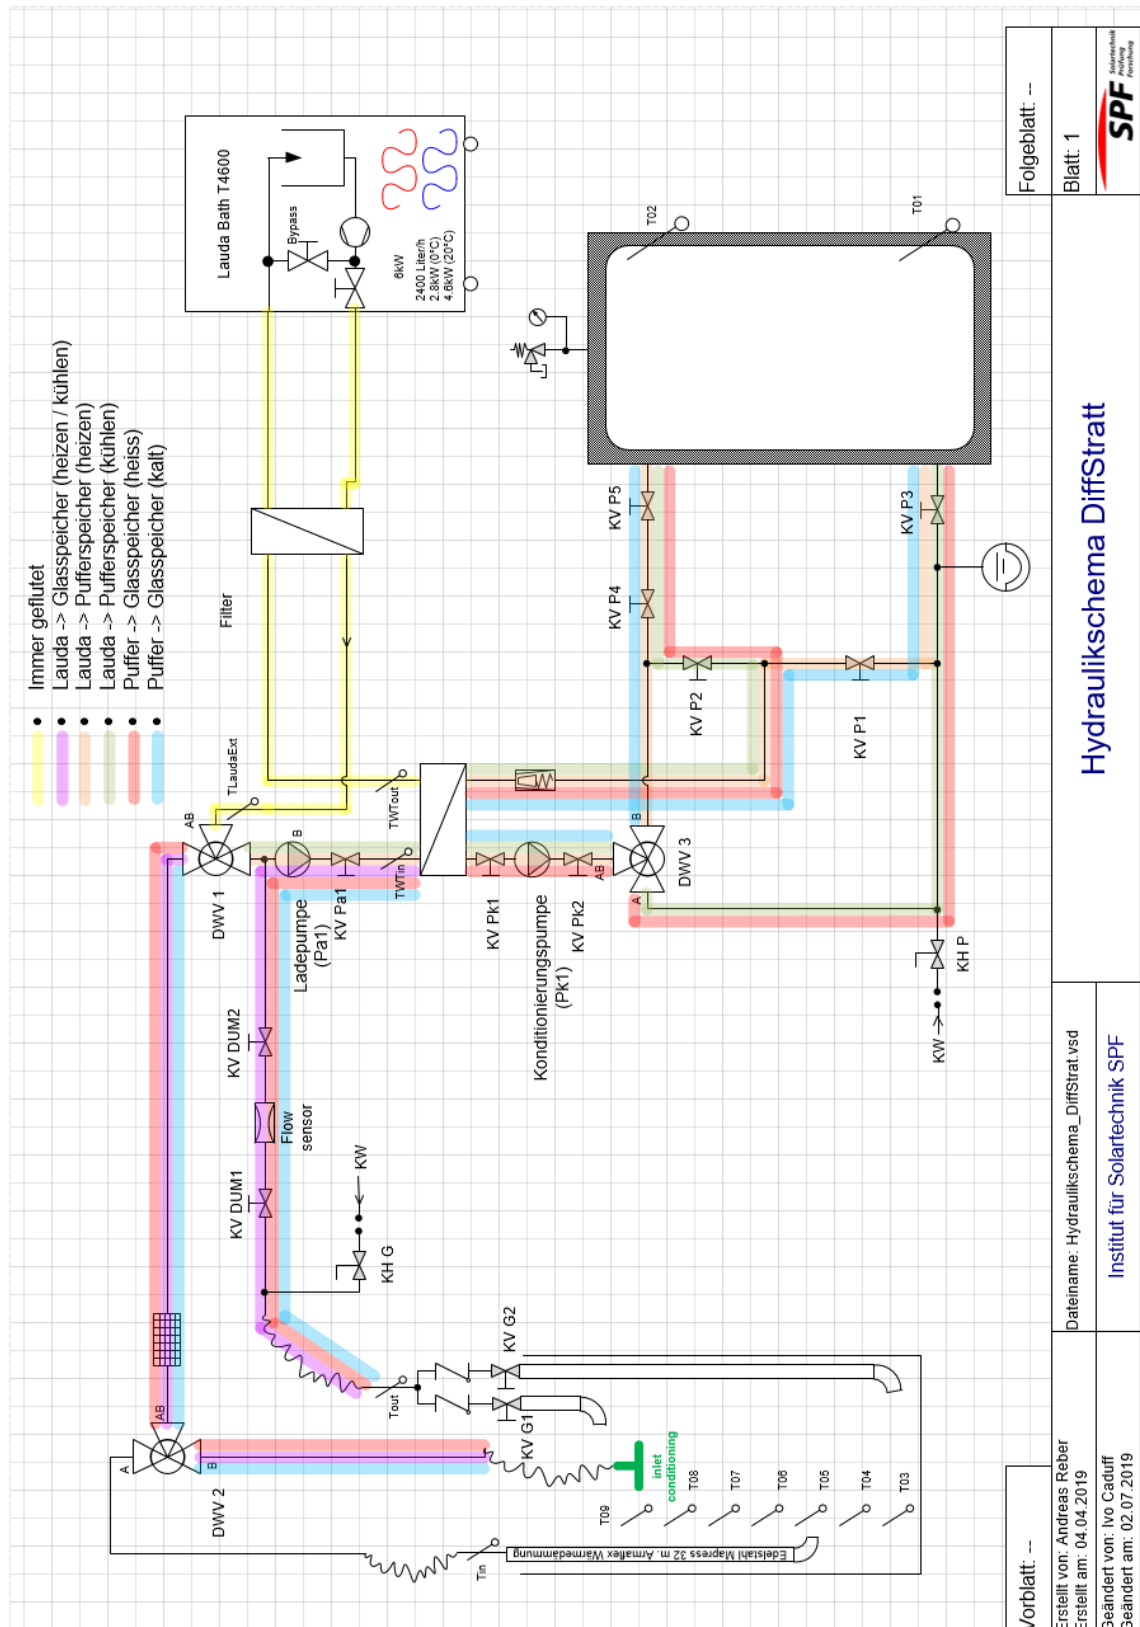 Immer geflutet
Lauda -> Glasspeicher (heizen / kühlen)
Lauda -> Pufferspeicher (heizen)
Lauda -> Pufferspeicher (kühlen)
Puffer -> Glasspeicher (heiss)
Puffer -> Glasspeicher (kalt)
Lauda Bath T4600
Bypass
6kW
2400 Liter/h
2.8kW (0°C)
4.6kW (20°C)
Filter
TLaudaExt
AB
DWV 1
B
Ladepumpe
(Pa1)
KV Pa1
TWTout
TWTin
KV Pk1
Konditionierungspumpe
(Pk1)
KV Pk2
AB
A
B
DWV 3
KV P5
KV P4
KV P2
KV P1
KV P3
T02
T01
KH P
KW
KV DUM2
Flow
sensor
KV DUM1
KW
KH G
AB
A
B
DWV 2
Tout
KV G2
KV G1
inlet
conditioning
Tin
Edelstahl Mapress 32 m. Armaflex Wärmedämmung
T09
T08
T07
T06
T05
T04
T03
Vorblatt: --
Erstellt von: Andreas Reber
Erstellt am: 04.04.2019
Geändert von: Ivo Caduff
Geändert am: 02.07.2019
Dateiname: Hydraulikschema_DiffStrat.vsd
Institut für Solartechnik SPF
Hydraulikschema DiffStratt
Folgeblatt: --
Blatt: 1
SPF
Solartechnik
Prüfung
Forschung